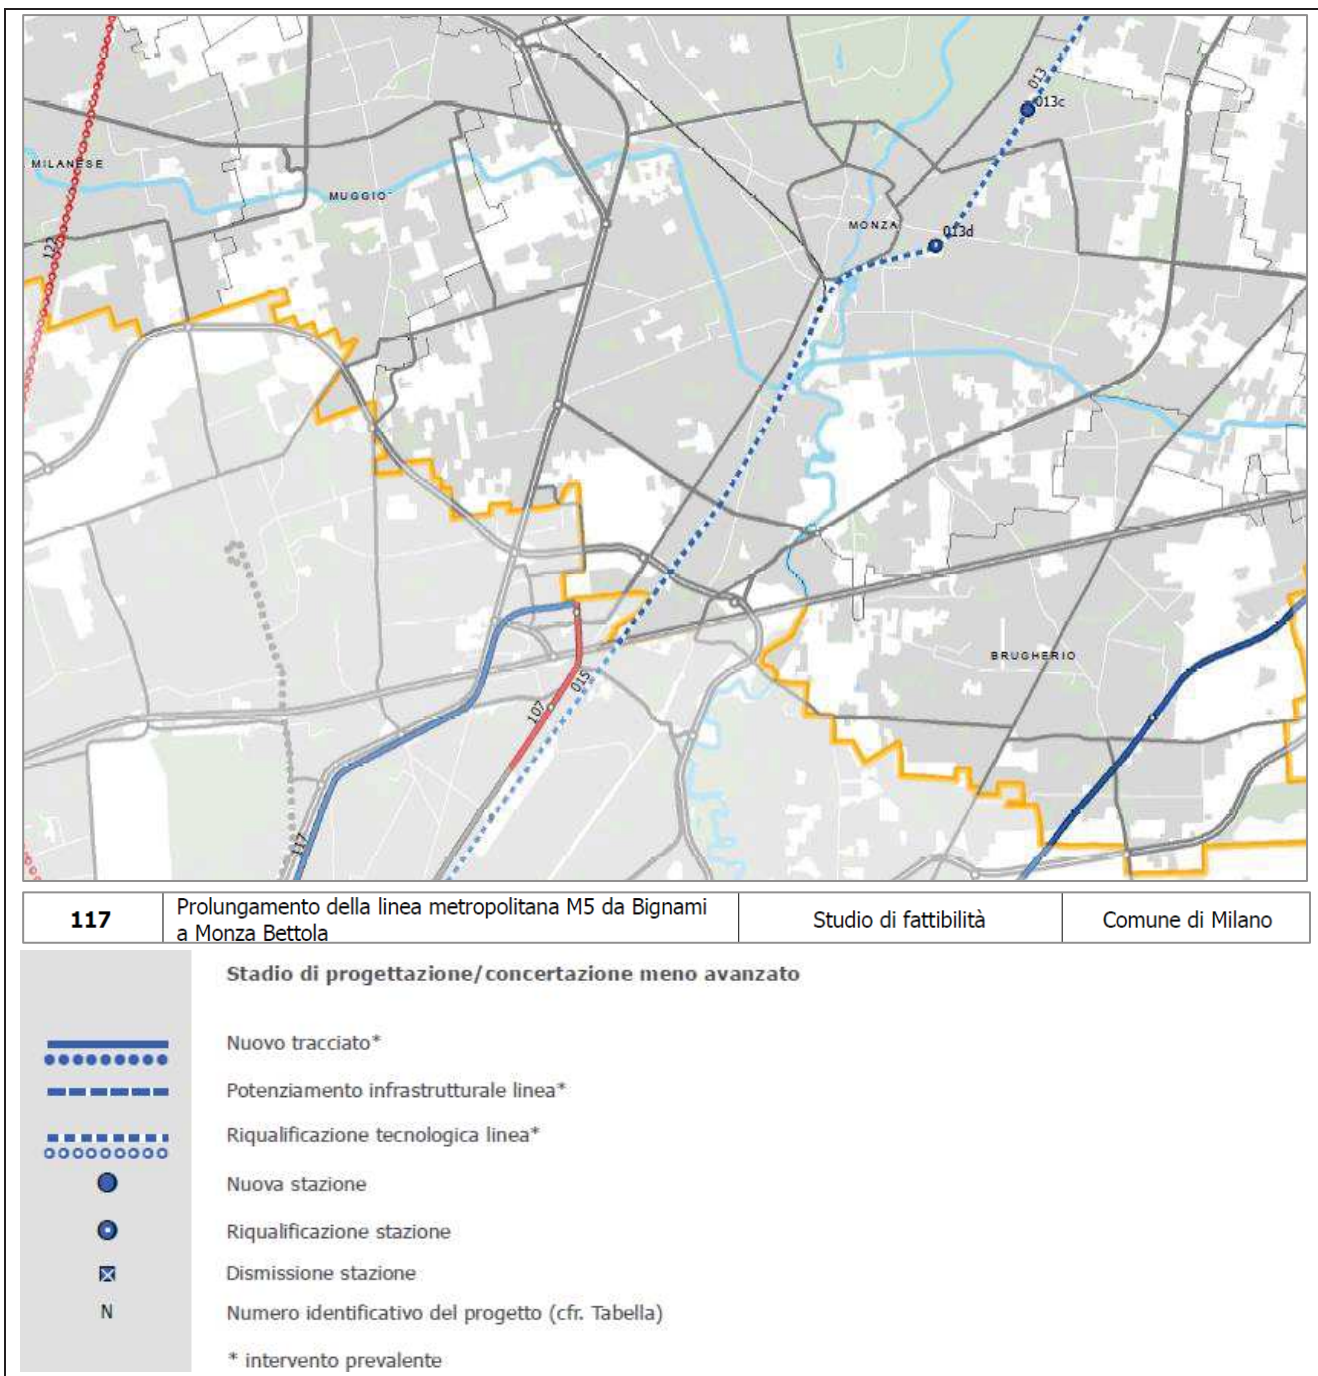 013
013c
MILANESE
MUGGIO'
MONZA
013d
122
BRUGHERIO
015
107
117
117 Prolungamento della linea metropolitana M5 da Bignami a Monza Bettola Studio di fattibilità Comune di Milano
Stadio di progettazione/concertazione meno avanzato
Nuovo tracciato*
Potenziamento infrastrutturale linea*
Riqualificazione tecnologica linea*
Nuova stazione
Riqualificazione stazione
Dismissione stazione
N Numero identificativo del progetto (cfr. Tabella)
* intervento prevalente